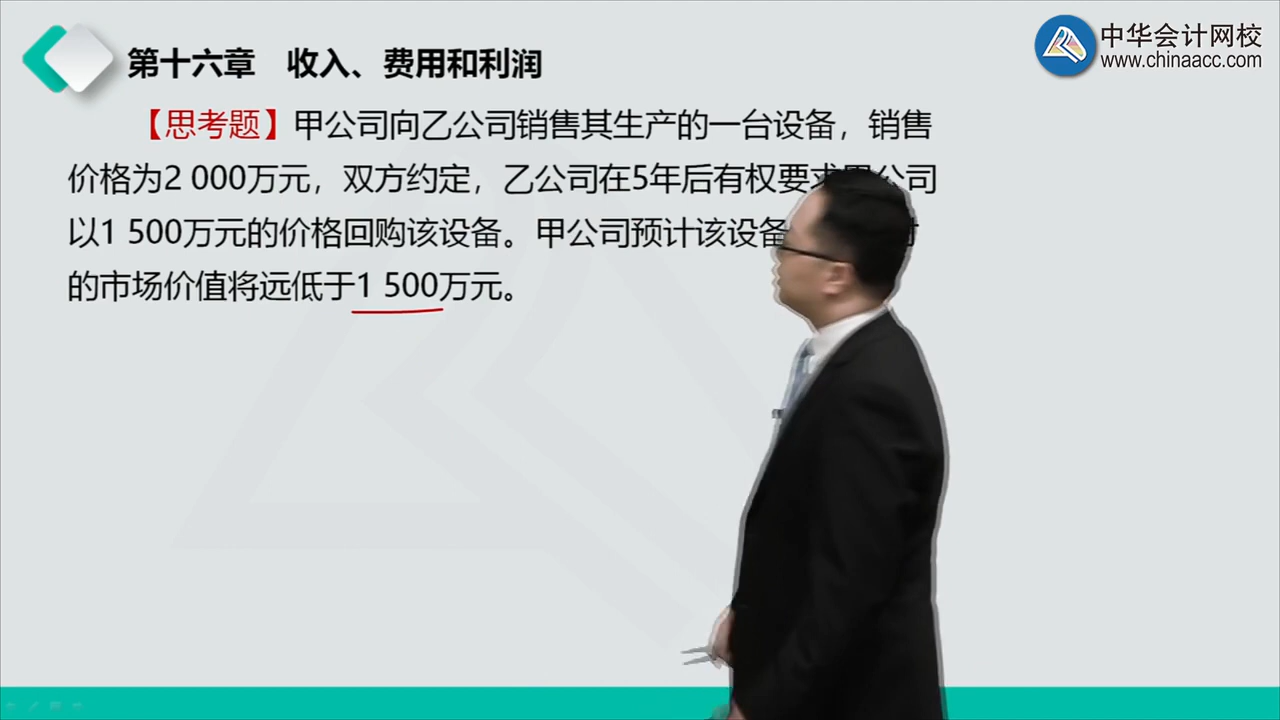 第十六章 收入、费用和利润
中华会计网校
www.chinaacc.com
【思考题】甲公司向乙公司销售其生产的一台设备，销售
价格为2 000万元，双方约定，乙公司在5年后有权要求甲公司
以1 500万元的价格回购该设备。甲公司预计该设备
的市场价值将远低于1 500万元。